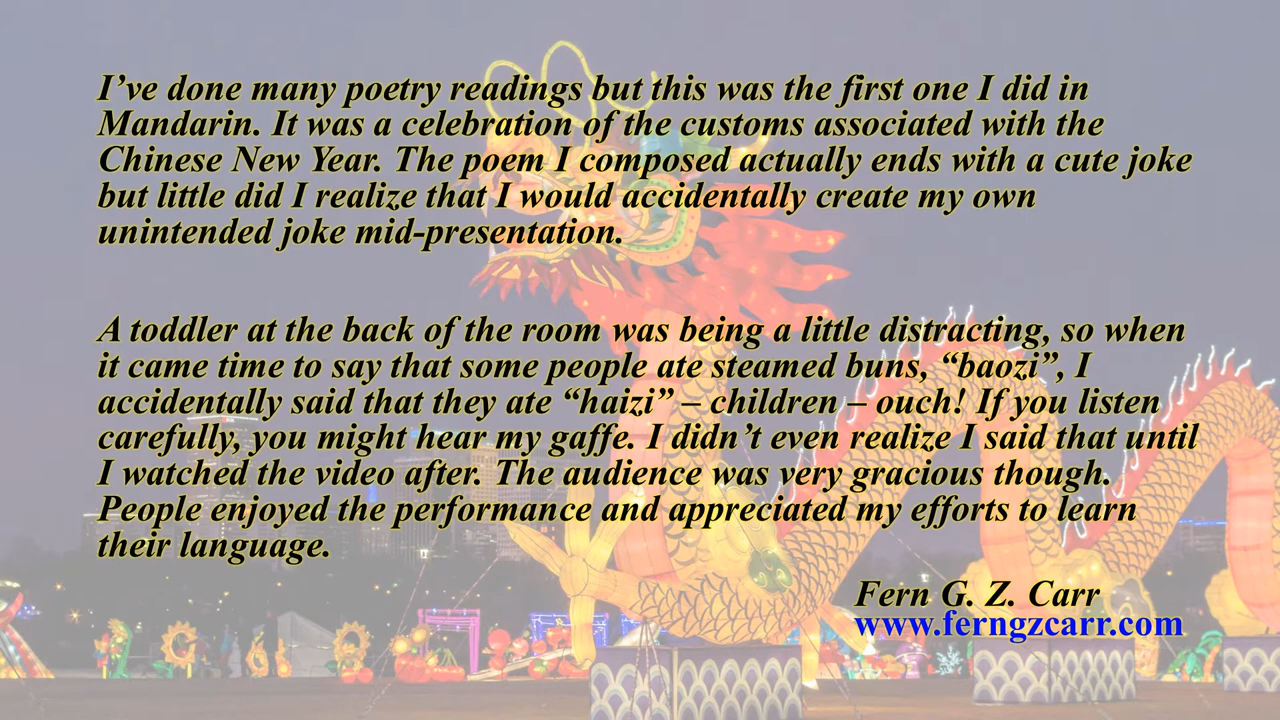 I’ve done many poetry readings but this was the first one I did in
Mandarin. It was a celebration of the customs associated with the
Chinese New Year. The poem I composed actually ends with a cute joke
but little did I realize that I would accidentally create my own
unintended joke mid-presentation.
A toddler at the back of the room was being a little distracting, so when
it came time to say that some people ate steamed buns, “baozi”, I
accidentally said that they ate “haizi” – children – ouch! If you listen
carefully, you might hear my gaffe. I didn’t even realize I said that until
I watched the video after. The audience was very gracious though.
People enjoyed the performance and appreciated my efforts to learn
their language.
Fern G. Z. Carr
www.ferngzcarr.com